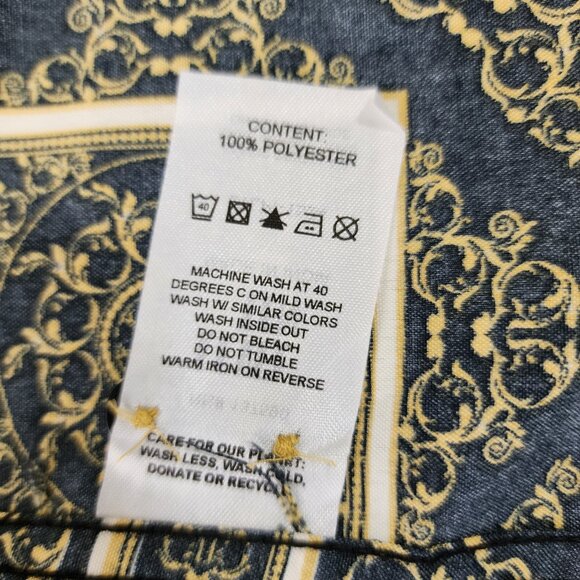 CONTENT:
100% POLYESTER
40
MACHINE WASH AT 40
DEGREES C ON MILD WASH
WASH W/ SIMILAR COLORS
WASH INSIDE OUT
DO NOT BLEACH
DO NOT TUMBLE
WARM IRON ON REVERSE
CARE FOR OUR PLANET:
WASH LESS, WASH COLD,
DONATE OR RECYCLE